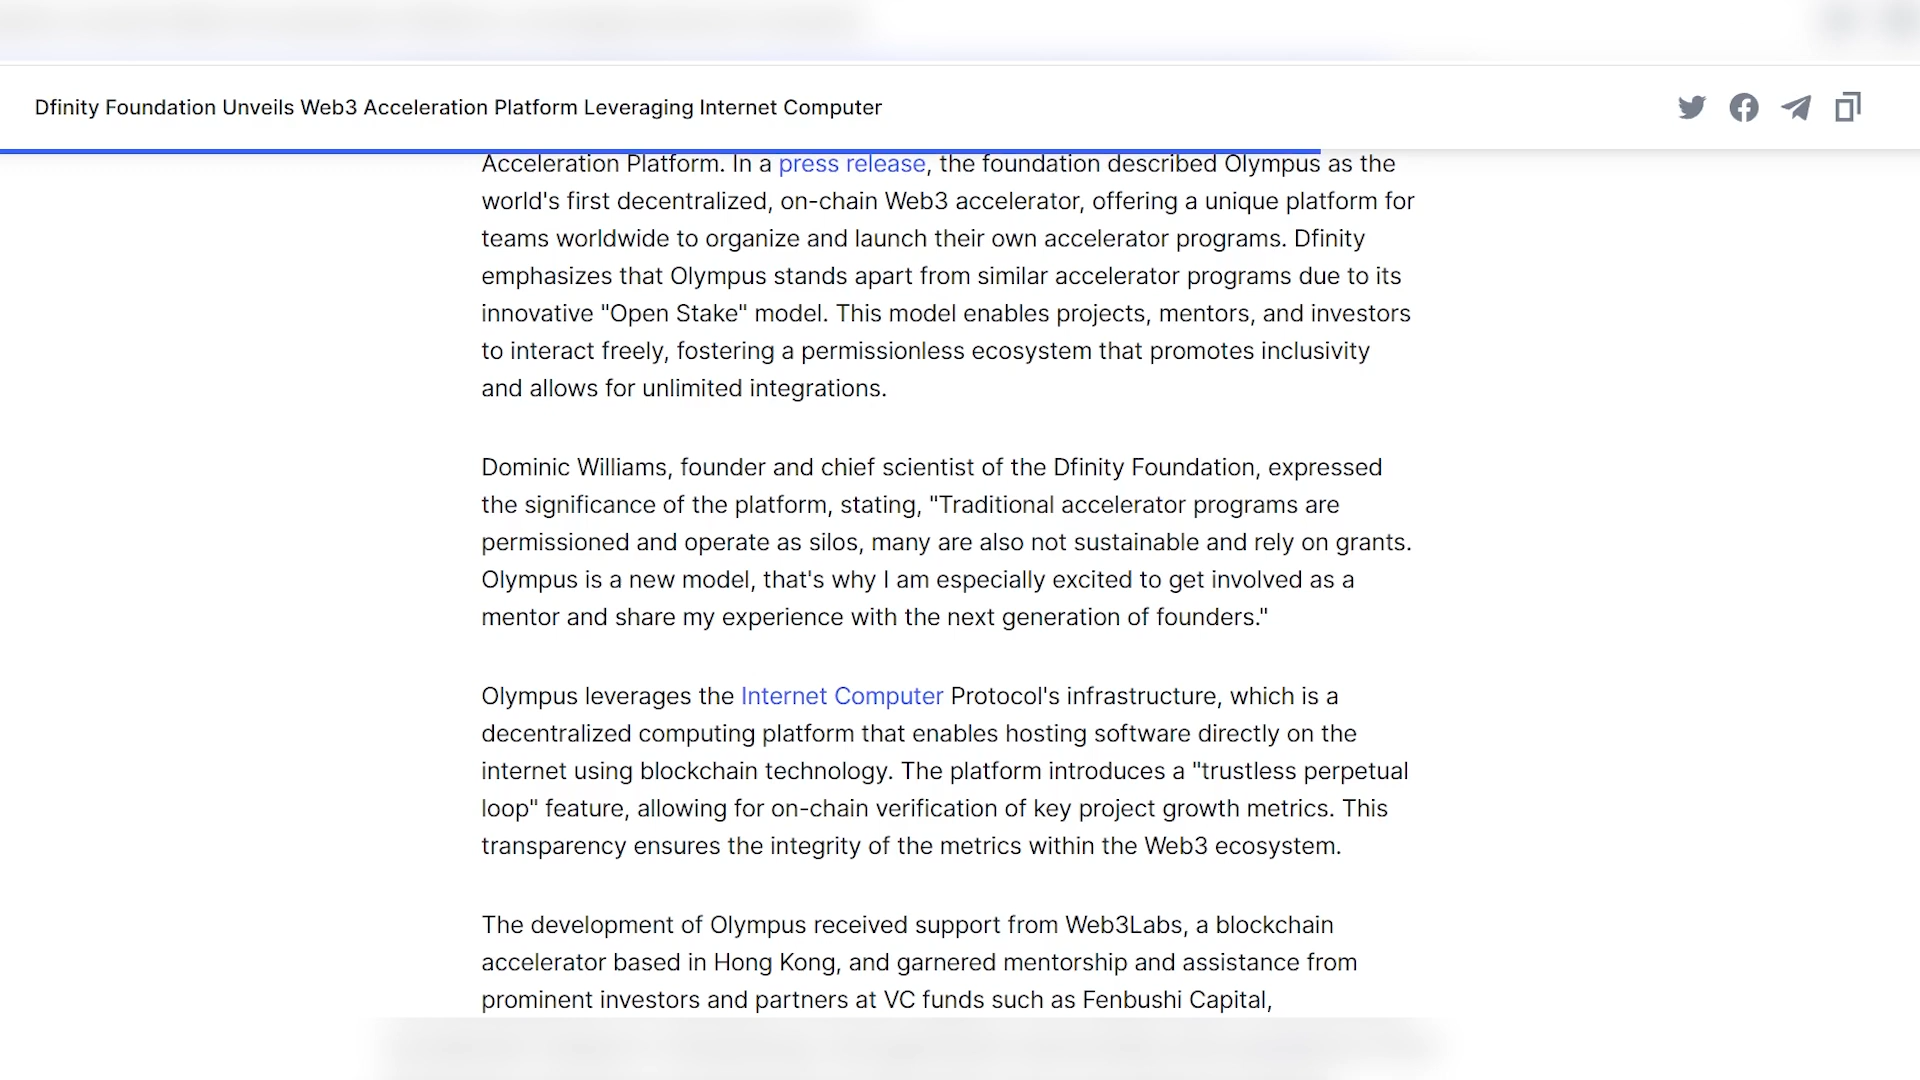 Dfinity Foundation Unveils Web3 Acceleration Platform Leveraging Internet Computer
Acceleration Platform. In a press release, the foundation described Olympus as the
world's first decentralized, on-chain Web3 accelerator, offering a unique platform for
teams worldwide to organize and launch their own accelerator programs. Dfinity
emphasizes that Olympus stands apart from similar accelerator programs due to its
innovative "Open Stake" model. This model enables projects, mentors, and investors
to interact freely, fostering a permissionless ecosystem that promotes inclusivity
and allows for unlimited integrations.
Dominic Williams, founder and chief scientist of the Dfinity Foundation, expressed
the significance of the platform, stating, "Traditional accelerator programs are
permissioned and operate as silos, many are also not sustainable and rely on grants.
Olympus is a new model, that's why I am especially excited to get involved as a
mentor and share my experience with the next generation of founders."
Olympus leverages the Internet Computer Protocol's infrastructure, which is a
decentralized computing platform that enables hosting software directly on the
internet using blockchain technology. The platform introduces a "trustless perpetual
loop" feature, allowing for on-chain verification of key project growth metrics. This
transparency ensures the integrity of the metrics within the Web3 ecosystem.
The development of Olympus received support from Web3Labs, a blockchain
accelerator based in Hong Kong, and garnered mentorship and assistance from
prominent investors and partners at VC funds such as Fenbushi Capital,